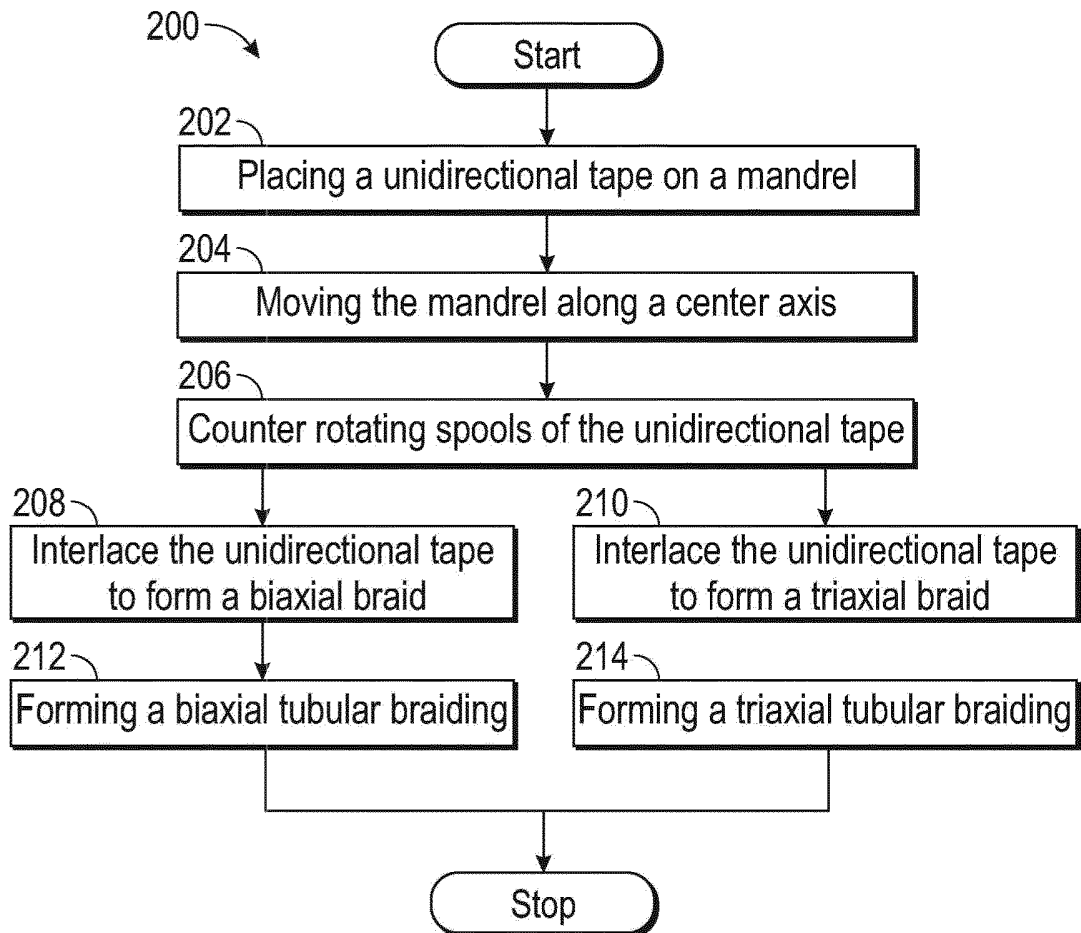 200
Start
202
Placing a unidirectional tape on a mandrel
204
Moving the mandrel along a center axis
206
Counter rotating spools of the unidirectional tape
208
Interlace the unidirectional tape
to form a biaxial braid
210
Interlace the unidirectional tape
to form a triaxial braid
212
Forming a biaxial tubular braiding
214
Forming a triaxial tubular braiding
Stop